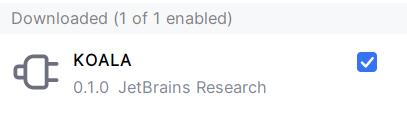 Downloaded (1 of 1 enabled)
KOALA
0.1.0 JetBrains Research